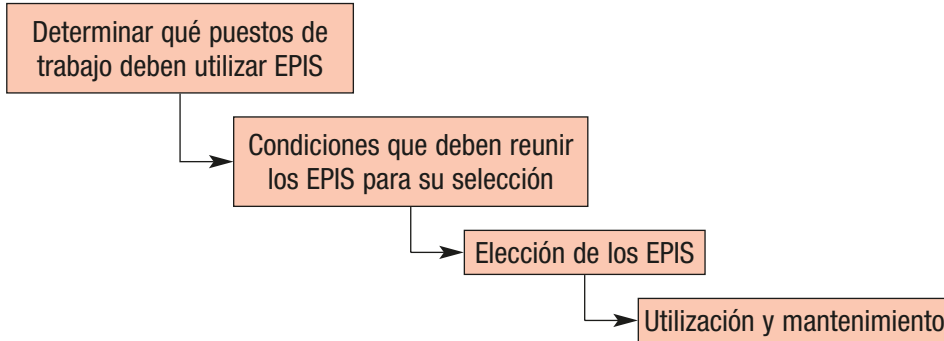 Determinar qué puestos de
trabajo deben utilizar EPIS
Condiciones que deben reunir
los EPIS para su selección
Elección de los EPIS
Utilización y mantenimiento